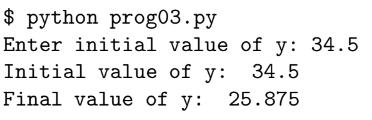 $ python prog03.py
Enter initial value of y: 34.5
Initial value of y:  34.5
Final value of y:  25.875